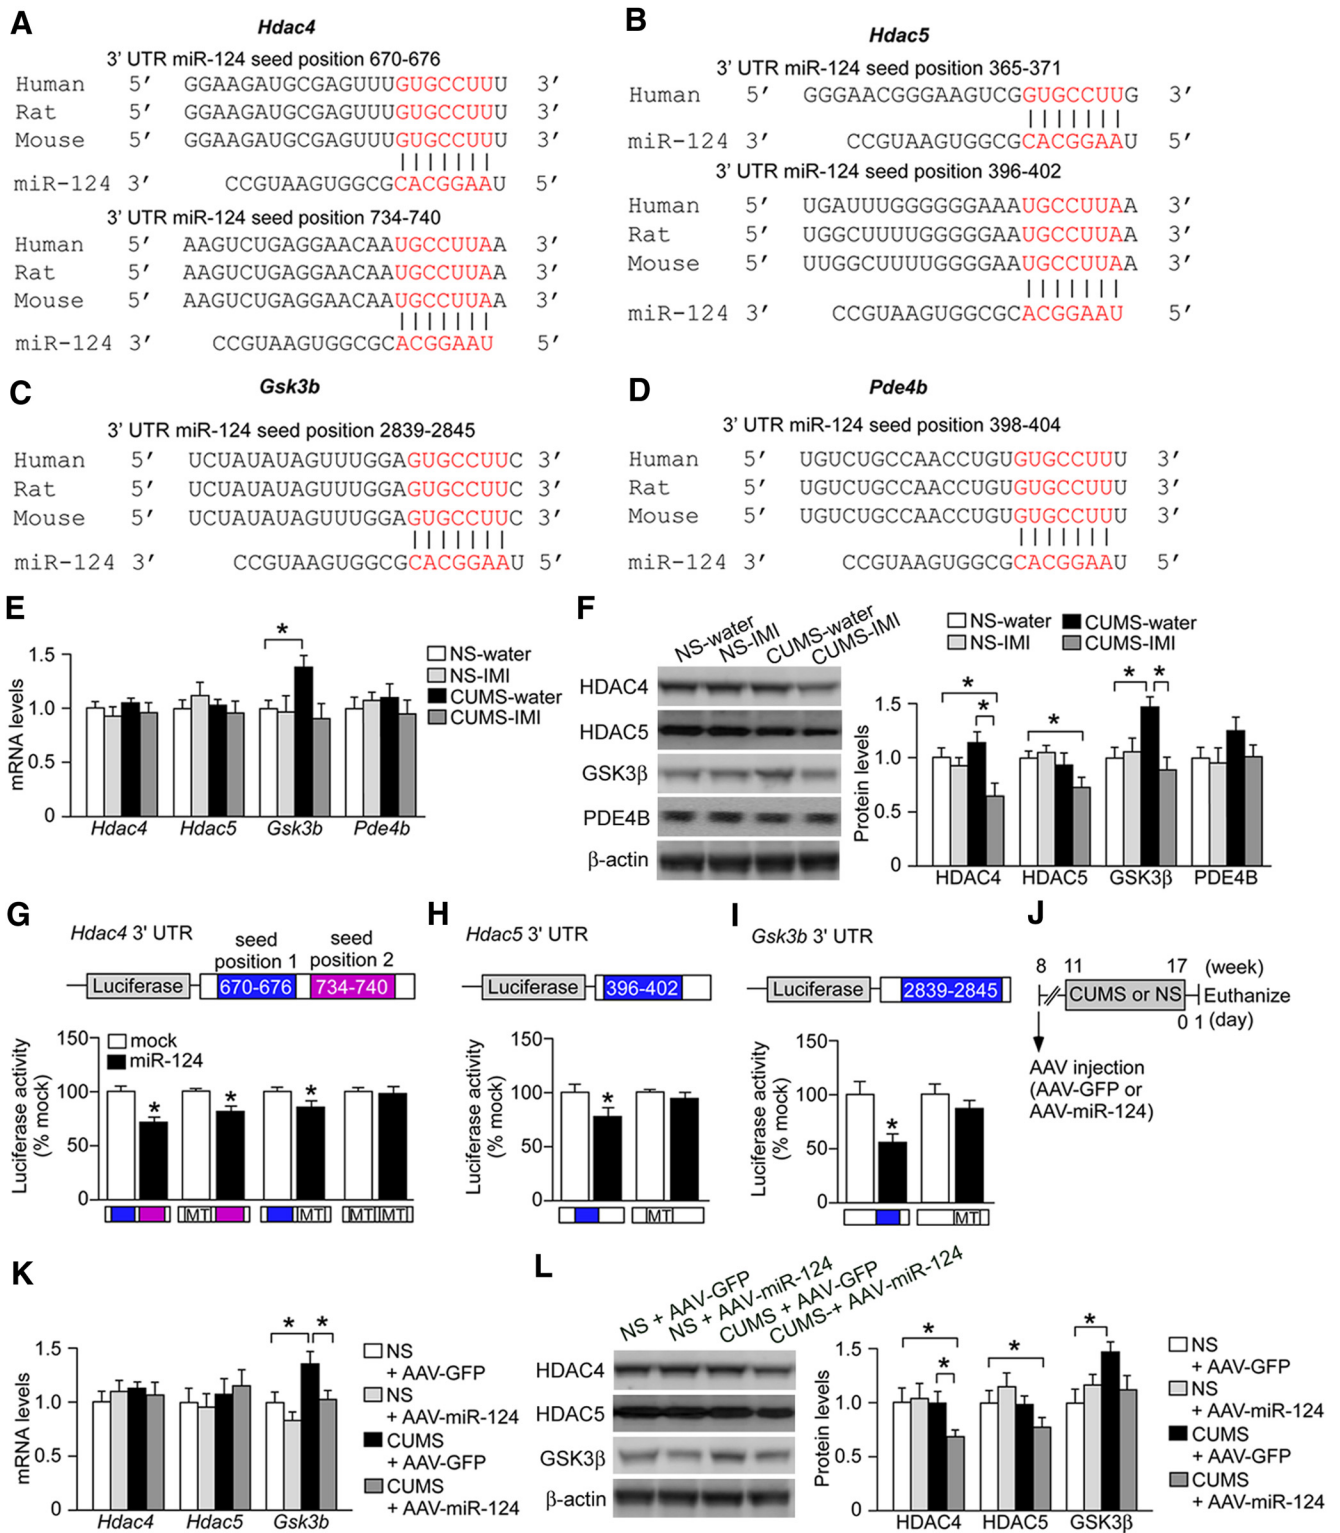 A
Hdac4
3′ UTR miR-124 seed position 670-676
Human 5′ GGAAGAUGCGAGUUUGUGCCUUU 3′
Rat 5′ GGAAGAUGCGAGUUUGUGCCUUU 3′
Mouse 5′ GGAAGAUGCGAGUUUGUGCCUUU 3′
miR-124 3′ CCGUAAGUGGCGCACGGAAU 5′
3′ UTR miR-124 seed position 734-740
Human 5′ AAGUCUGAGGAACAAUGCCUUAA 3′
Rat 5′ AAGUCUGAGGAACAAUGCCUUAA 3′
Mouse 5′ AAGUCUGAGGAACAAUGCCUUAA 3′
miR-124 3′ CCGUAAGUGGCGCACGGAAU 5′
B
Hdac5
3′ UTR miR-124 seed position 365-371
Human 5′ GGGAACGGGAAGUCGGUGCCUUG 3′
miR-124 3′ CCGUAAGUGGCGCACGGAAU 5′
3′ UTR miR-124 seed position 396-402
Human 5′ UGAUUUGGGGGGAAAUGCCUUAA 3′
Rat 5′ UGGCUUUUGGGGGAAUGCCUUAA 3′
Mouse 5′ UUGGCUUUUGGGGAAUGCCUUAA 3′
miR-124 3′ CCGUAAGUGGCGCACGGAAU 5′
C
Gsk3b
3′ UTR miR-124 seed position 2839-2845
Human 5′ UCUAUAUAGUUUGGAGUGCCUUC 3′
Rat 5′ UCUAUAUAGUUUGGAGUGCCUUC 3′
Mouse 5′ UCUAUAUAGUUUGGAGUGCCUUC 3′
miR-124 3′ CCGUAAGUGGCGCACGGAAU 5′
D
Pde4b
3′ UTR miR-124 seed position 398-404
Human 5′ UGUCUGCCAACCUGUGUGCCUUU 3′
Rat 5′ UGUCUGCCAACCUGUGUGCCUUU 3′
Mouse 5′ UGUCUGCCAACCUGUGUGCCUUU 3′
miR-124 3′ CCGUAAGUGGCGCACGGAAU 5′
E
mRNA levels
1.5
1.0
0.5
0
*
Hdac4 Hdac5 Gsk3b Pde4b
NS-water
NS-IMI
CUMS-water
CUMS-IMI
F
NS-water
NS-IMI
CUMS-water
CUMS-IMI
HDAC4
HDAC5
GSK3β
PDE4B
β-actin
NS-water CUMS-water
NS-IMI CUMS-IMI
Protein levels
1.5
1.0
0.5
0
* * * * *
HDAC4 HDAC5 GSK3β PDE4B
G
Hdac4 3' UTR
seed position 1
seed position 2
Luciferase 670-676 734-740
Luciferase activity
(% mock)
150
100
50
0
mock
miR-124
* * *
MT MT MT MT
H
Hdac5 3' UTR
Luciferase 396-402
Luciferase activity
(% mock)
150
100
50
0
*
MT
I
Gsk3b 3' UTR
Luciferase 2839-2845
Luciferase activity
(% mock)
150
100
50
0
*
MT
J
8 11 17 (week)
CUMS or NS Euthanize
0 1 (day)
AAV injection
(AAV-GFP or
AAV-miR-124)
K
mRNA levels
1.5
1.0
0.5
0
* *
Hdac4 Hdac5 Gsk3b
NS
+ AAV-GFP
NS
+ AAV-miR-124
CUMS
+ AAV-GFP
CUMS
+ AAV-miR-124
L
NS + AAV-GFP
NS + AAV-miR-124
CUMS + AAV-GFP
CUMS-+ AAV-miR-124
HDAC4
HDAC5
GSK3β
β-actin
Protein levels
1.5
1.0
0.5
0
* * * *
HDAC4 HDAC5 GSK3β
NS
+ AAV-GFP
NS
+ AAV-miR-124
CUMS
+ AAV-GFP
CUMS
+ AAV-miR-124